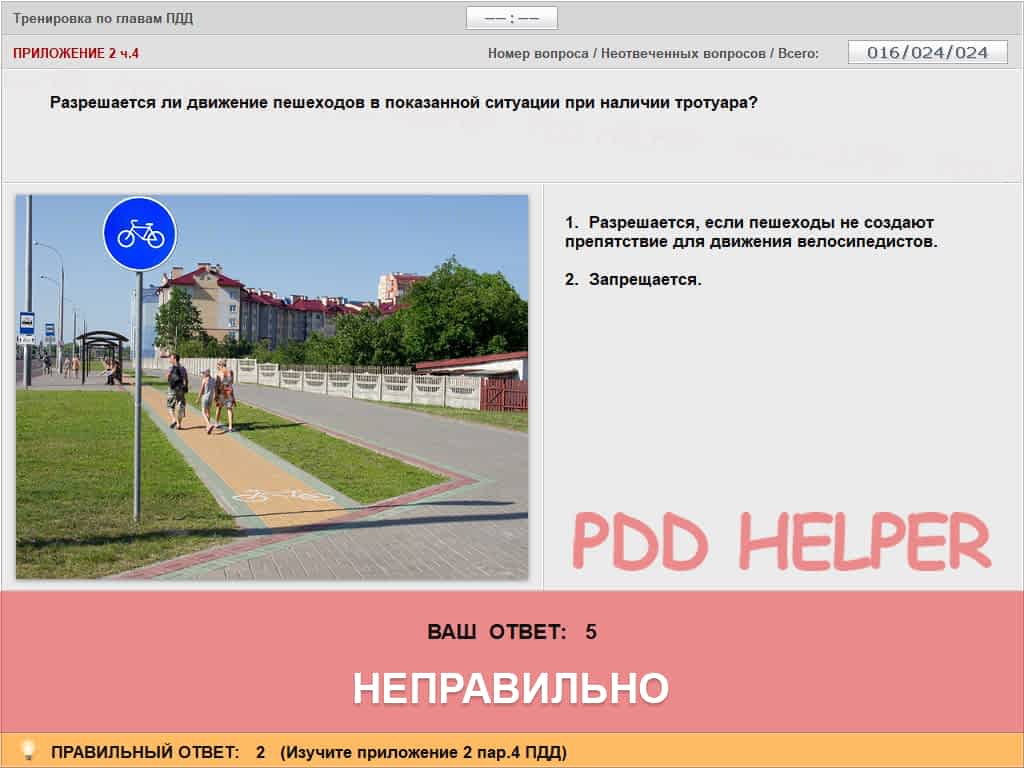 Тренировка по главам ПДД
−− : −−
ПРИЛОЖЕНИЕ 2 ч.4
Номер вопроса / Неотвеченных вопросов / Всего:
016/024/024
Разрешается ли движение пешеходов в показанной ситуации при наличии тротуара?
1. Разрешается, если пешеходы не создают
препятствие для движения велосипедистов.
2. Запрещается.
PDD HELPER
ВАШ ОТВЕТ: 5
НЕПРАВИЛЬНО
ПРАВИЛЬНЫЙ ОТВЕТ: 2 (Изучите приложение 2 пар.4 ПДД)